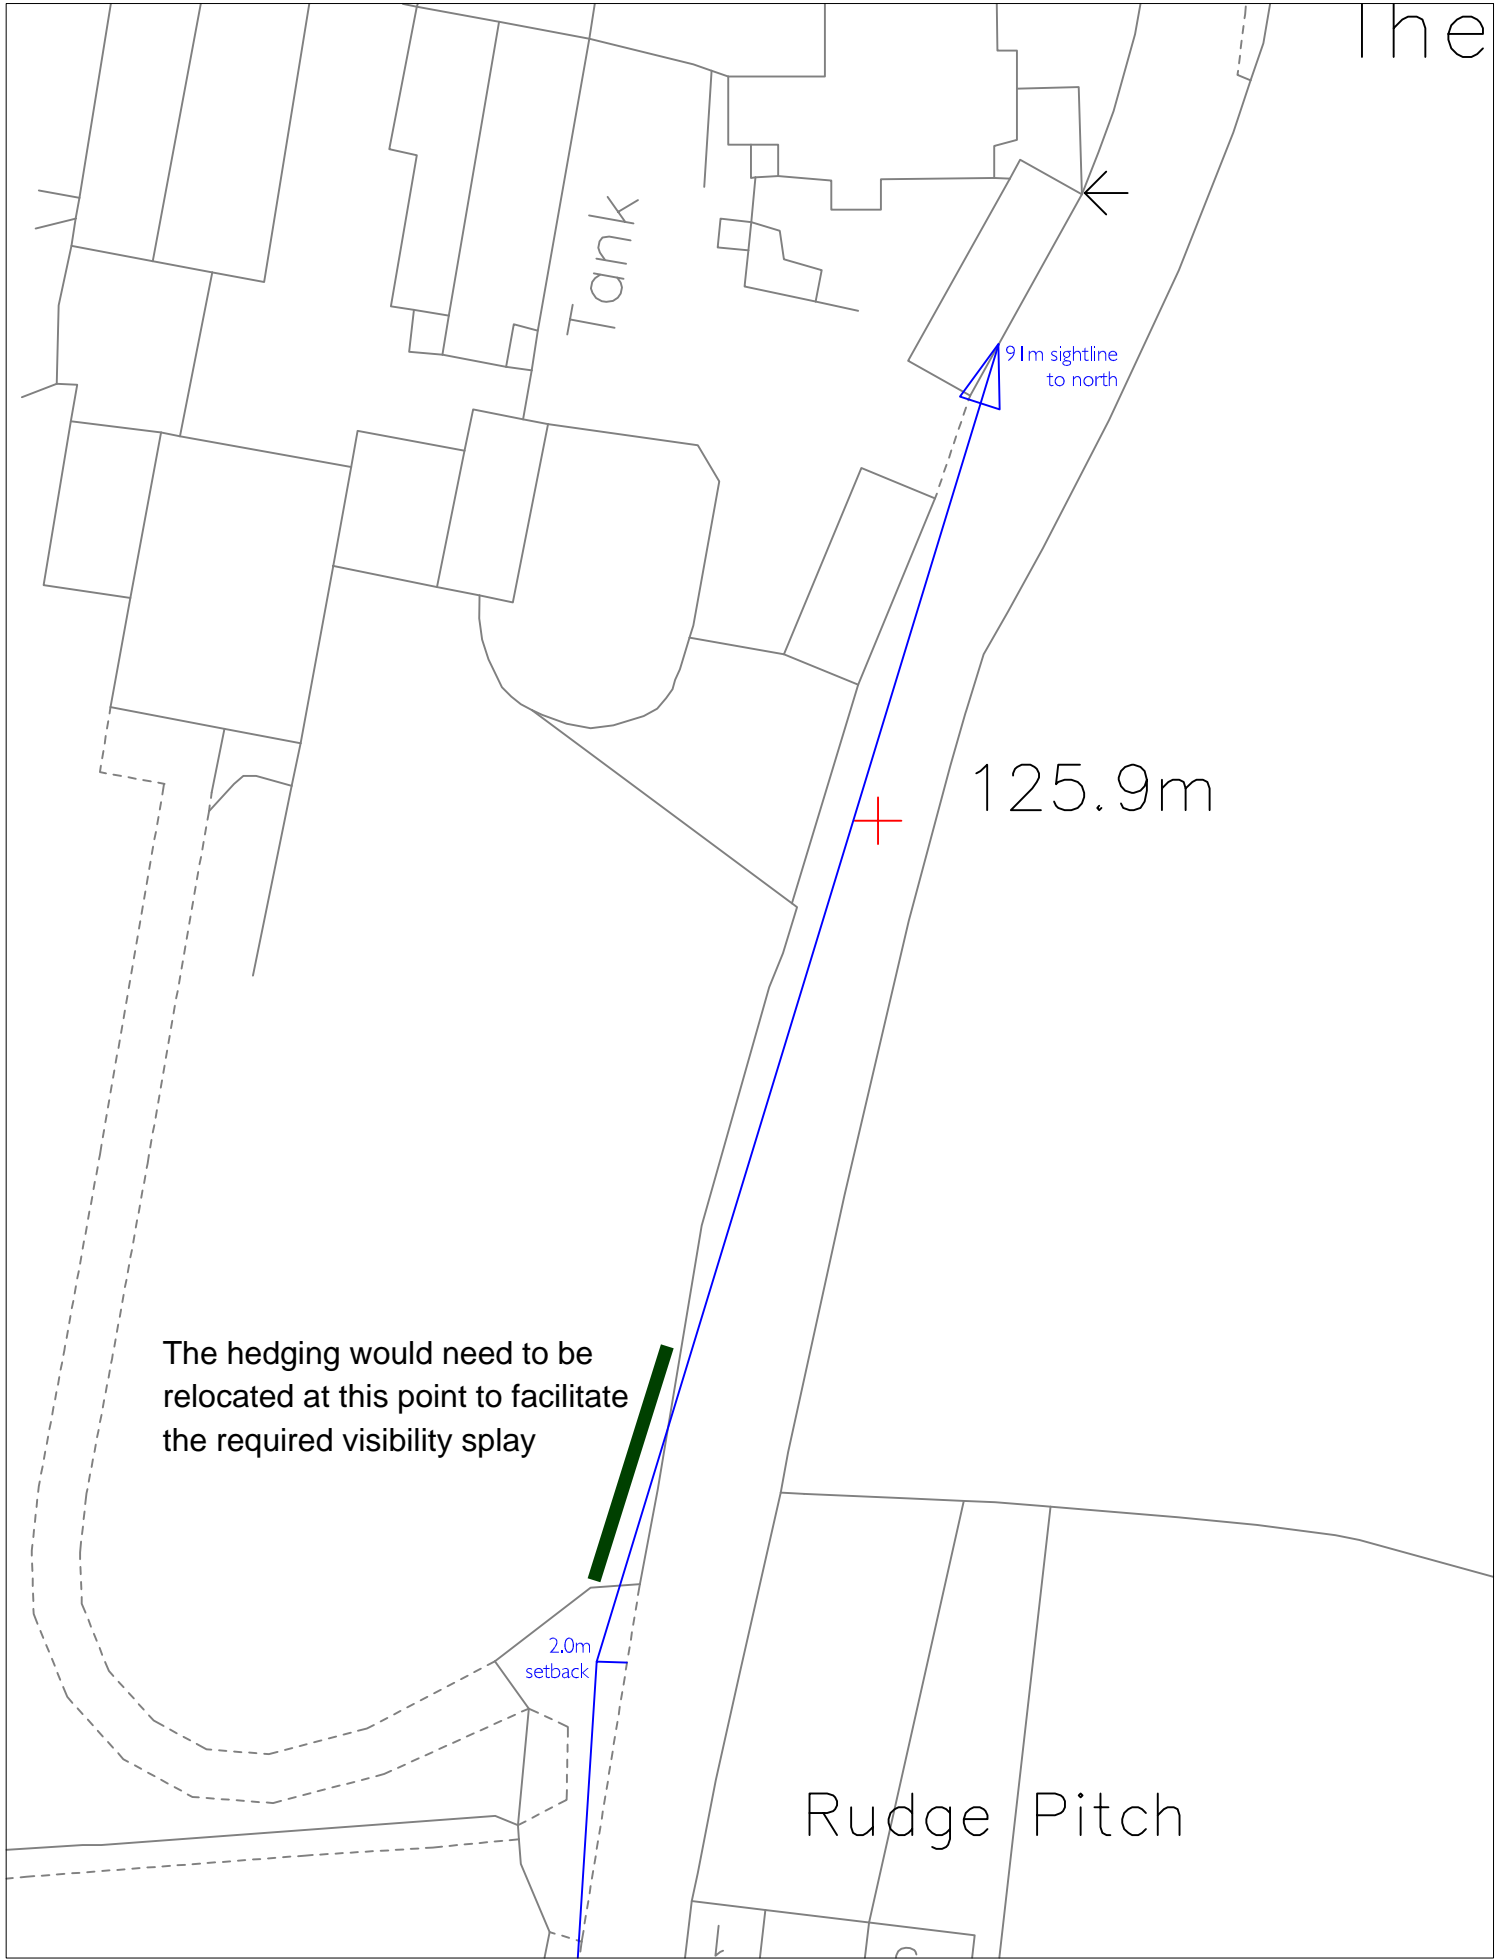 The
Tank
91m sightline
to north
125.9m
The hedging would need to be
relocated at this point to facilitate
the required visibility splay
2.0m
setback
Rudge Pitch